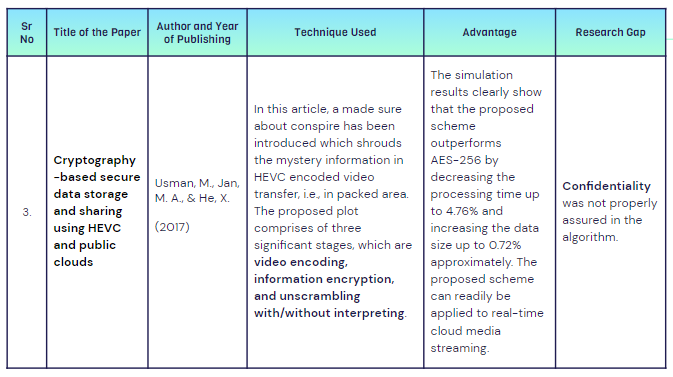 Sr
No
Title of the Paper
Author and Year
of Publishing
Technique Used
Advantage
Research Gap
3.
Cryptography
-based secure
data storage
and sharing
using HEVC
and public
clouds
Usman, M., Jan,
M. A., & He, X.
(2017)
In this article, a made sure
about conspire has been
introduced which shrouds
the mystery information in
HEVC encoded video
transfer, i.e., in packed area.
The proposed plot
comprises of three
significant stages, which are
video encoding,
information encryption,
and unscrambling
with/without interpreting.
The simulation
results clearly show
that the proposed
scheme
outperforms
AES-256 by
decreasing the
processing time up
to 4.76% and
increasing the data
size up to 0.72%
approximately. The
proposed scheme
can readily be
applied to real-time
cloud media
streaming.
Confidentiality
was not properly
assured in the
algorithm.